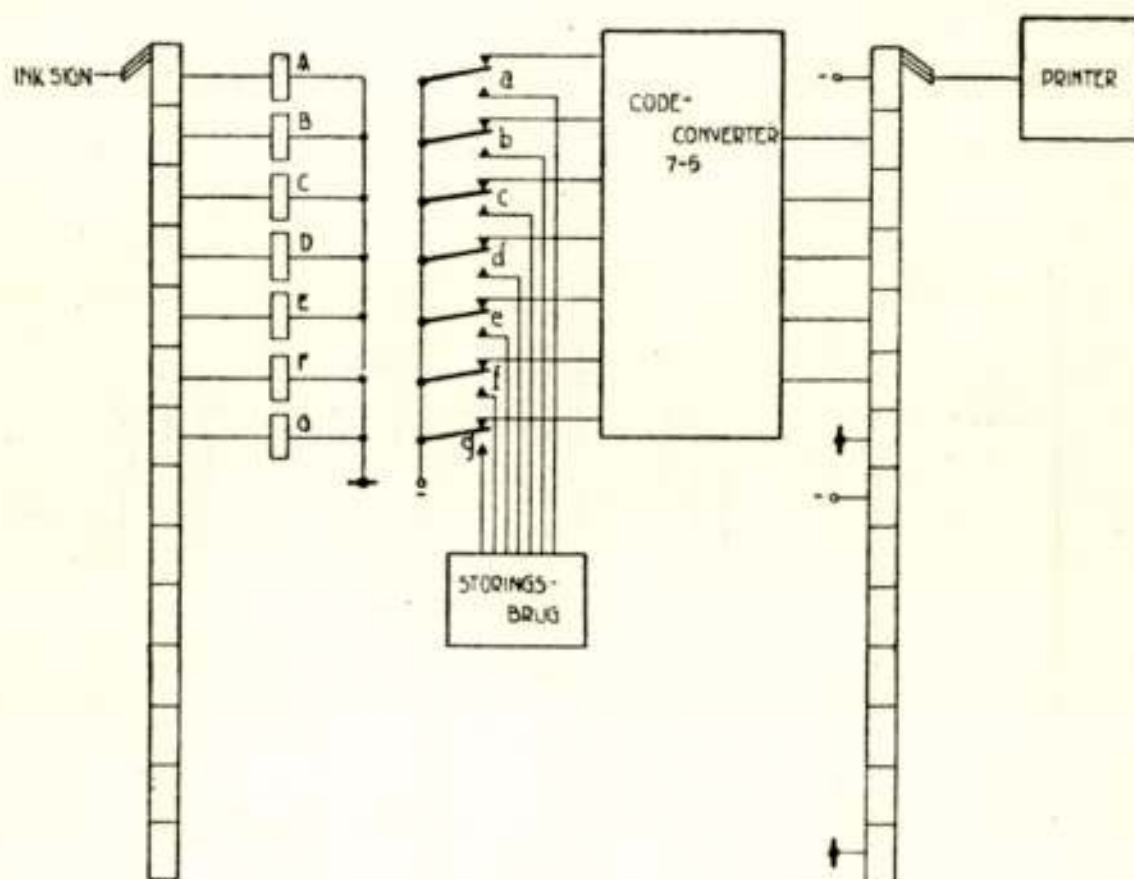 INK SIGN
A
B
C
D
E
F
G
a
b
c
d
e
f
g
CODE-
CONVERTER
7-5
PRINTER
STORINGS-
BRUG